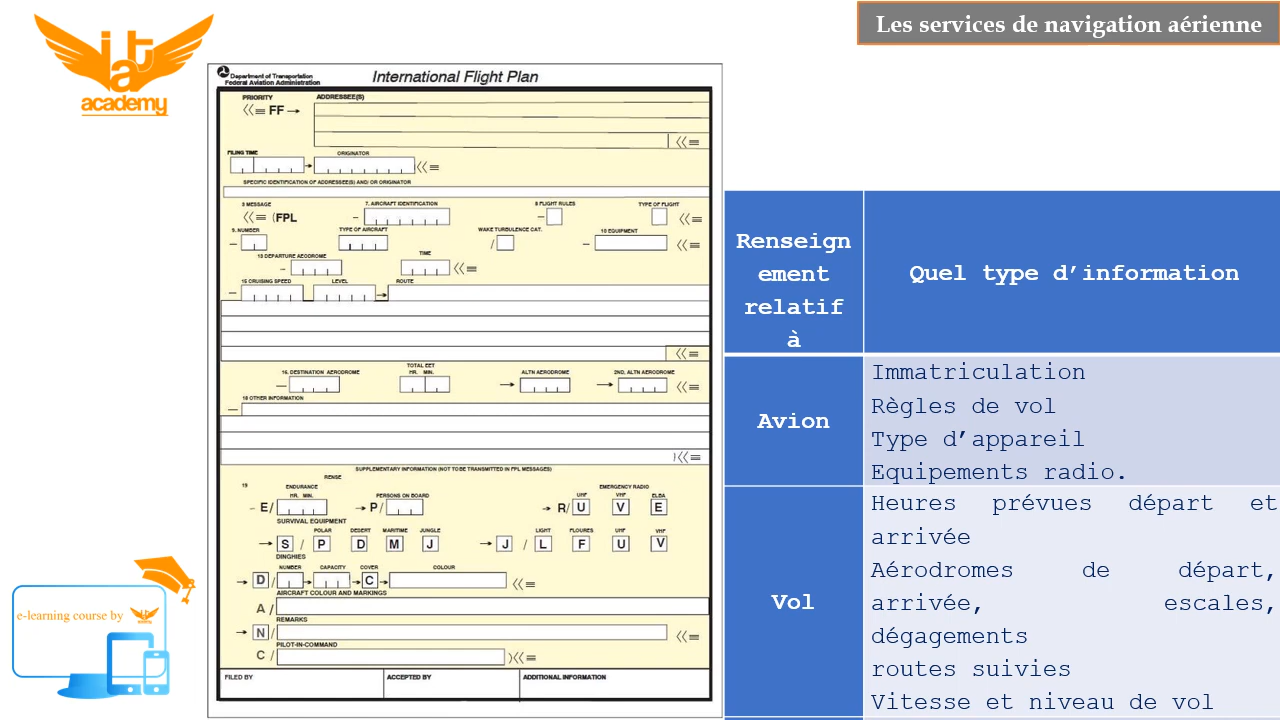 Les services de navigation aérienne
iat
academy
Department of Transportation
Federal Aviation Administration
International Flight Plan
PRIORITY
ADDRESSEE(S)
FF
FILING TIME
ORIGINATOR
SPECIFIC IDENTIFICATION OF ADDRESSEE(S) AND/ OR ORIGINATOR
3 MESSAGE
7. AIRCRAFT IDENTIFICATION
8 FLIGHT RULES
TYPE OF FLIGHT
(FPL
9. NUMBER
TYPE OF AIRCRAFT
WAKE TURBULENCE CAT.
10 EQUIPMENT
13 DEPARTURE AEODROME
TIME
15 CRUISING SPEED
LEVEL
ROUTE
TOTAL EET
16. DESTINATION AERODROME
HR. MIN.
ALTN AERODROME
2ND. ALTN AERODROME
18 OTHER INFORMATION
SUPPLEMENTARY INFORMATION (NOT TO BE TRANSMITTED IN FPL MESSAGES)
RENSE
19
ENDURANCE
EMERGENCY RADIO
HR. MIN.
PERSONS ON BOARD
UHF VHF ELBA
E/ P/ R/ U V E
SURVIVAL EQUIPMENT
POLAR DEDERT MARITIME JUNGLE LIGHT FLOURES UHF VHF
S / P D M J J / L F U V
DINGHIES
NUMBER CAPACITY COVER COLOUR
D / C
AIRCRAFT COLOUR AND MARKINGS
A /
REMARKS
N /
PILOT-IN-COMMAND
C /
FILED BY
ACCEPTED BY
ADDITIONAL INFORMATION
Renseign
ement
relatif
à
Quel type d’information
Avion
Immatriculation
Règles de vol
Type d’appareil
Equipements radio.
Vol
Heures prévues départ et
arrivée
Aérodromes de départ,
arrivée, escales,
dégagements
routes suivies
Vitesse et niveau de vol
e-learning course by